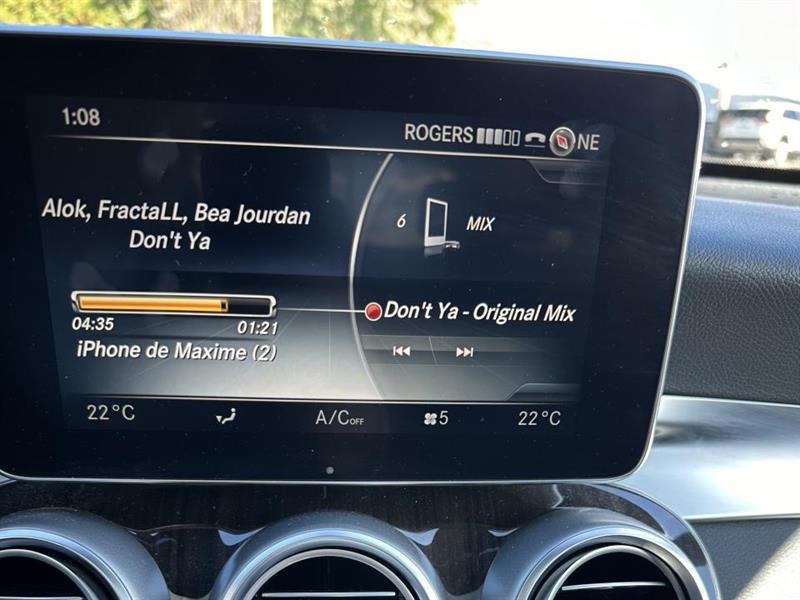 1:08
ROGERS NE
Alok, FractaLL, Bea Jourdan
Don't Ya
6 MIX
Don't Ya - Original Mix
04:35 01:21
iPhone de Maxime (2)
22°C A/C OFF 5 22°C